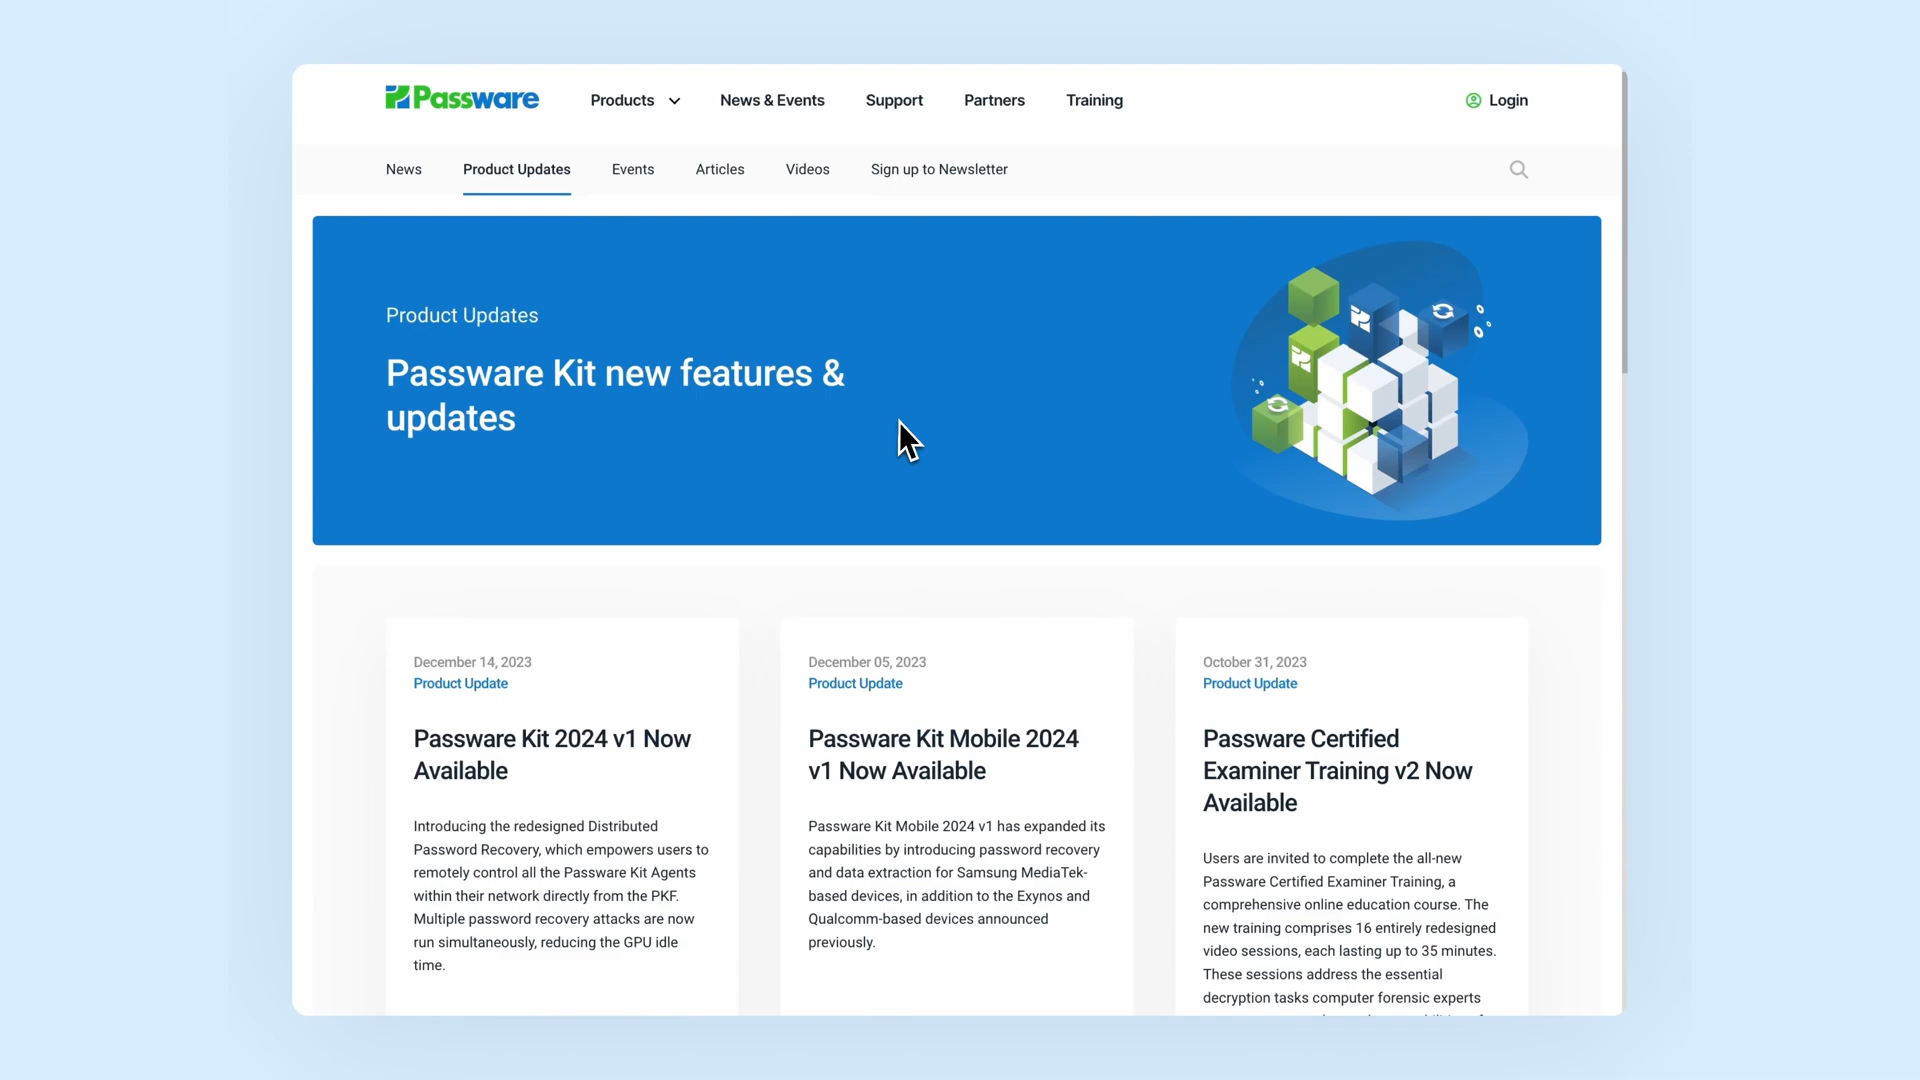 Passware
Products
News & Events
Support
Partners
Training
Login
News
Product Updates
Events
Articles
Videos
Sign up to Newsletter
Product Updates
Passware Kit new features &
updates
December 14, 2023
Product Update
Passware Kit 2024 v1 Now
Available
Introducing the redesigned Distributed
Password Recovery, which empowers users to
remotely control all the Passware Kit Agents
within their network directly from the PKF.
Multiple password recovery attacks are now
run simultaneously, reducing the GPU idle
time.
December 05, 2023
Product Update
Passware Kit Mobile 2024
v1 Now Available
Passware Kit Mobile 2024 v1 has expanded its
capabilities by introducing password recovery
and data extraction for Samsung MediaTek-
based devices, in addition to the Exynos and
Qualcomm-based devices announced
previously.
October 31, 2023
Product Update
Passware Certified
Examiner Training v2 Now
Available
Users are invited to complete the all-new
Passware Certified Examiner Training, a
comprehensive online education course. The
new training comprises 16 entirely redesigned
video sessions, each lasting up to 35 minutes.
These sessions address the essential
decryption tasks computer forensic experts